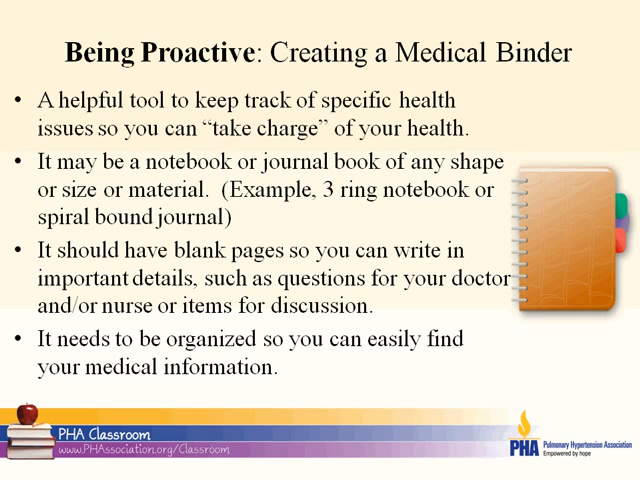 Being Proactive: Creating a Medical Binder
• A helpful tool to keep track of specific health
issues so you can “take charge” of your health.
• It may be a notebook or journal book of any shape
or size or material.  (Example, 3 ring notebook or
spiral bound journal)
• It should have blank pages so you can write in
important details, such as questions for your doctor
and/or nurse or items for discussion.
• It needs to be organized so you can easily find
your medical information.
PHA Classroom
www.PHAssociation.org/Classroom
PHA Pulmonary Hypertension Association
Empowered by hope